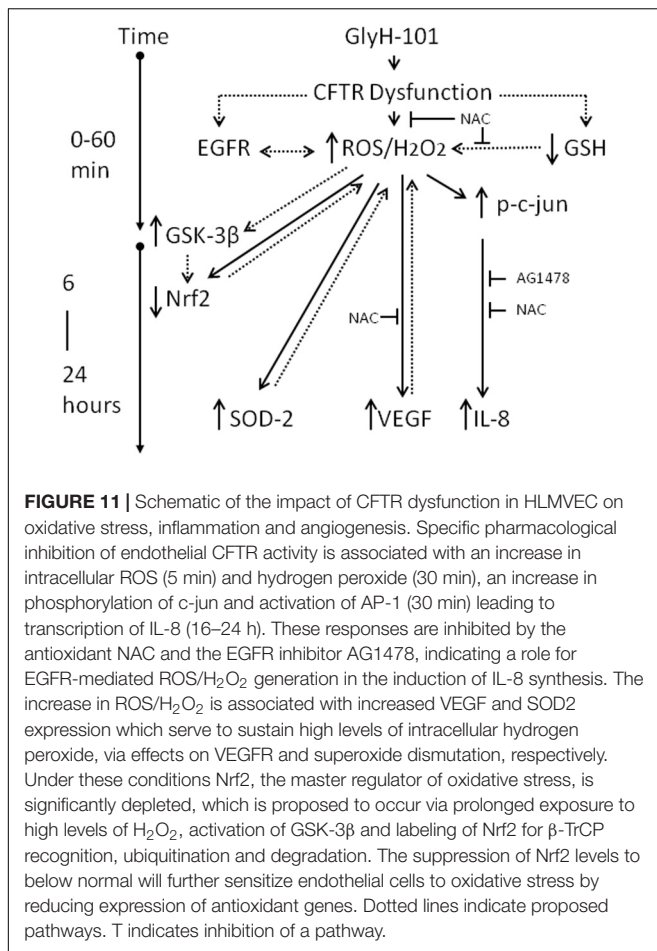 Time
GlyH-101
CFTR Dysfunction
NAC
0-60
min
EGFR
ROS/H2O2
GSH
GSK-3β
p-c-jun
6
Nrf2
AG1478
NAC
NAC
24
hours
SOD-2
VEGF
IL-8
FIGURE 11 | Schematic of the impact of CFTR dysfunction in HLMVEC on
oxidative stress, inflammation and angiogenesis. Specific pharmacological
inhibition of endothelial CFTR activity is associated with an increase in
intracellular ROS (5 min) and hydrogen peroxide (30 min), an increase in
phosphorylation of c-jun and activation of AP-1 (30 min) leading to
transcription of IL-8 (16–24 h). These responses are inhibited by the
antioxidant NAC and the EGFR inhibitor AG1478, indicating a role for
EGFR-mediated ROS/H₂O₂ generation in the induction of IL-8 synthesis. The
increase in ROS/H₂O₂ is associated with increased VEGF and SOD2
expression which serve to sustain high levels of intracellular hydrogen
peroxide, via effects on VEGFR and superoxide dismutation, respectively.
Under these conditions Nrf2, the master regulator of oxidative stress, is
significantly depleted, which is proposed to occur via prolonged exposure to
high levels of H₂O₂, activation of GSK-3β and labeling of Nrf2 for β-TrCP
recognition, ubiquitination and degradation. The suppression of Nrf2 levels to
below normal will further sensitize endothelial cells to oxidative stress by
reducing expression of antioxidant genes. Dotted lines indicate proposed
pathways. T indicates inhibition of a pathway.